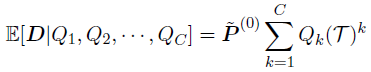 𝔼[𝑫|Q₁, Q₂, ⋯, Q_C] = 𝑷̃⁽⁰⁾ ∑_{k=1}^{C} Q_k(𝒯)ᵏ